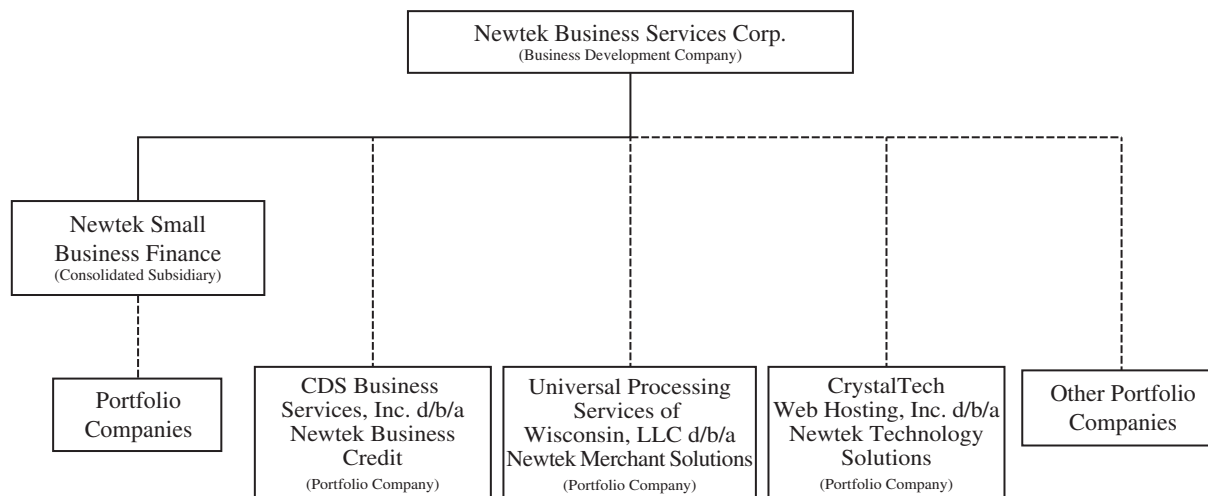 Newtek Business Services Corp.
(Business Development Company)
Newtek Small
Business Finance
(Consolidated Subsidiary)
Portfolio
Companies
CDS Business
Services, Inc. d/b/a
Newtek Business
Credit
(Portfolio Company)
Universal Processing
Services of
Wisconsin, LLC d/b/a
Newtek Merchant Solutions
(Portfolio Company)
CrystalTech
Web Hosting, Inc. d/b/a
Newtek Technology
Solutions
(Portfolio Company)
Other Portfolio
Companies